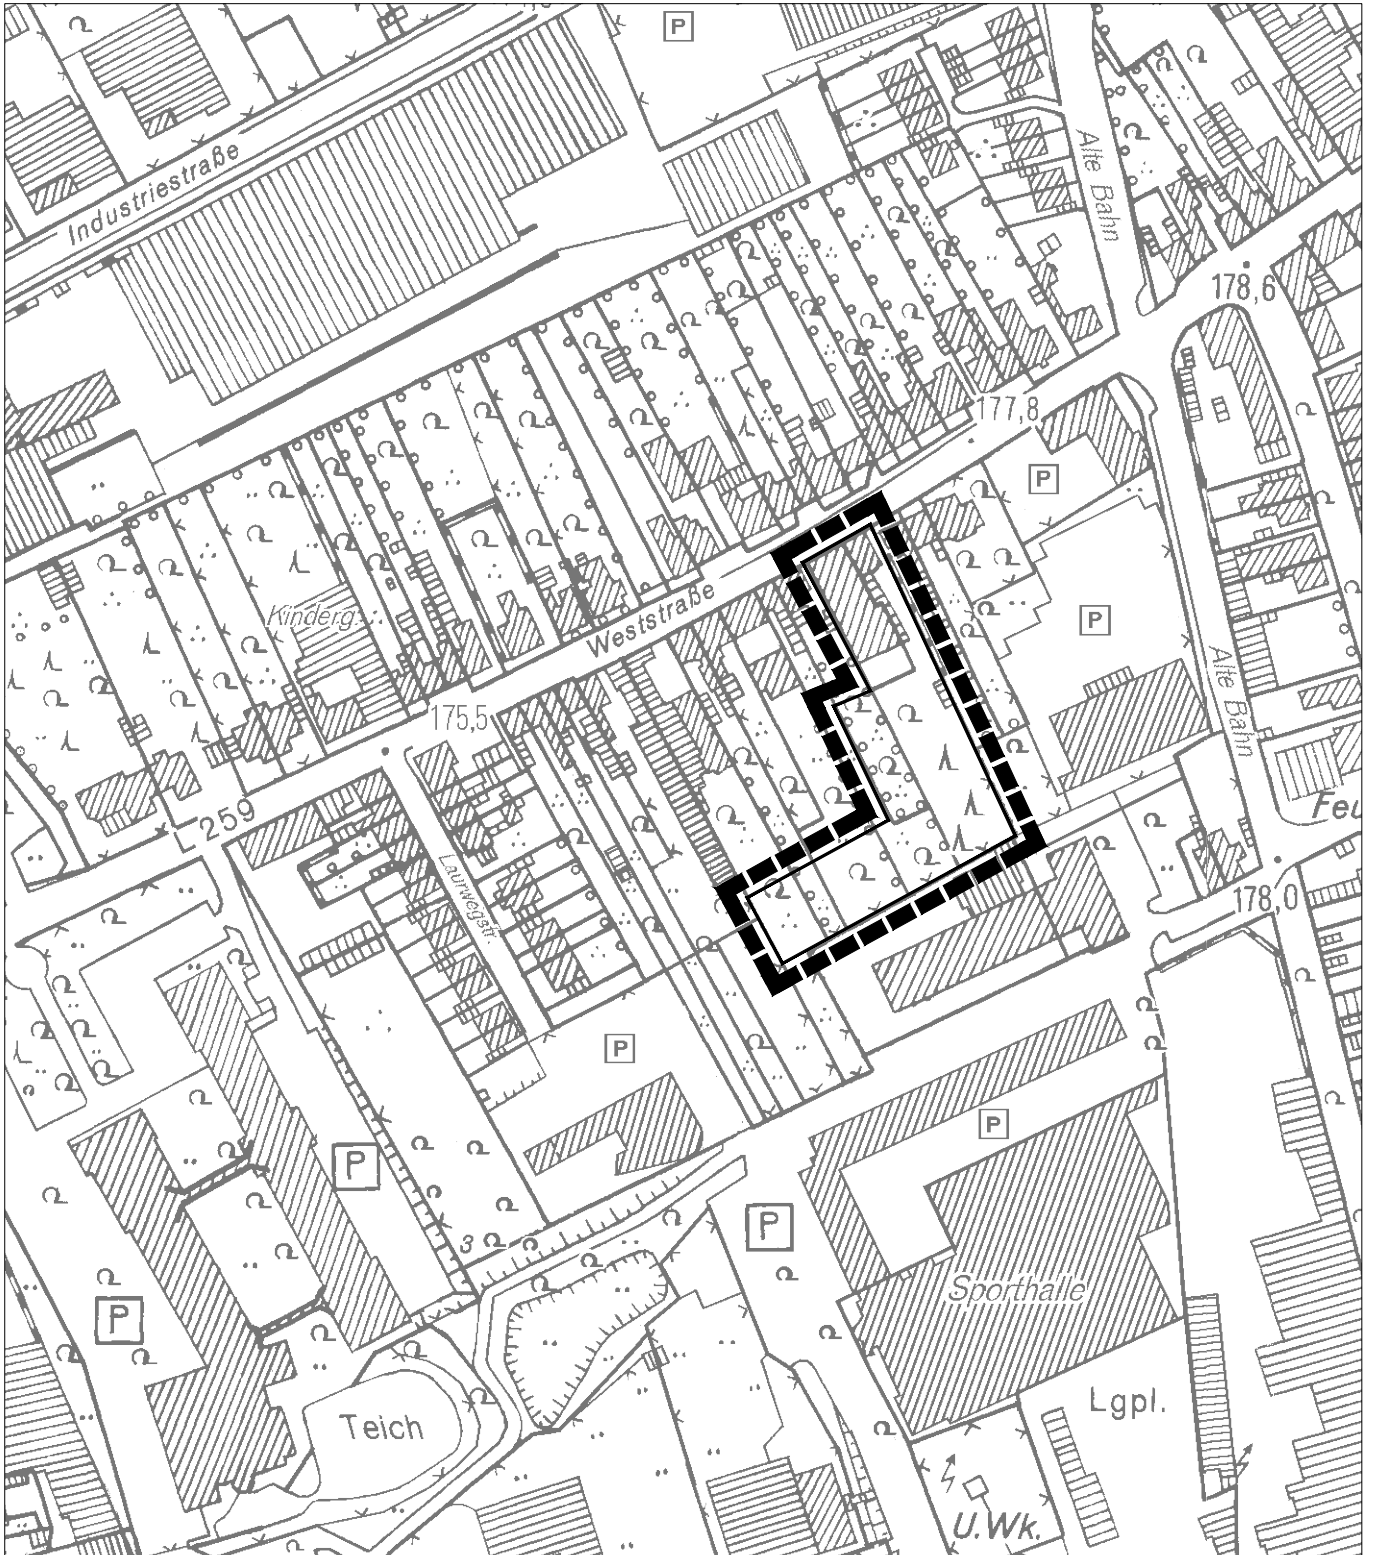 P
Industriestraße
Alte Bahn
178,6
177,8
P
Kinderg.
Weststraße
P
175,5
Alte Bahn
259
Feu
Laurwegstr.
178,0
P
P
P
P
3
P
Sporthalle
Teich
Lgpl.
U.Wk.